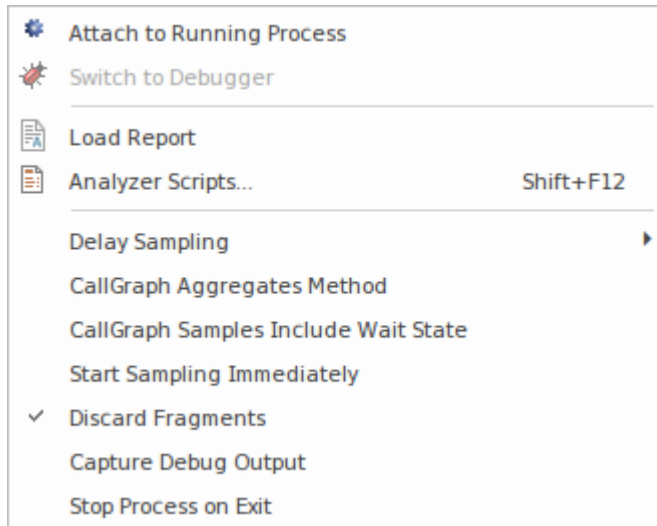 Attach to Running Process
Switch to Debugger
Load Report
Analyzer Scripts... Shift+F12
Delay Sampling
CallGraph Aggregates Method
CallGraph Samples Include Wait State
Start Sampling Immediately
Discard Fragments
Capture Debug Output
Stop Process on Exit